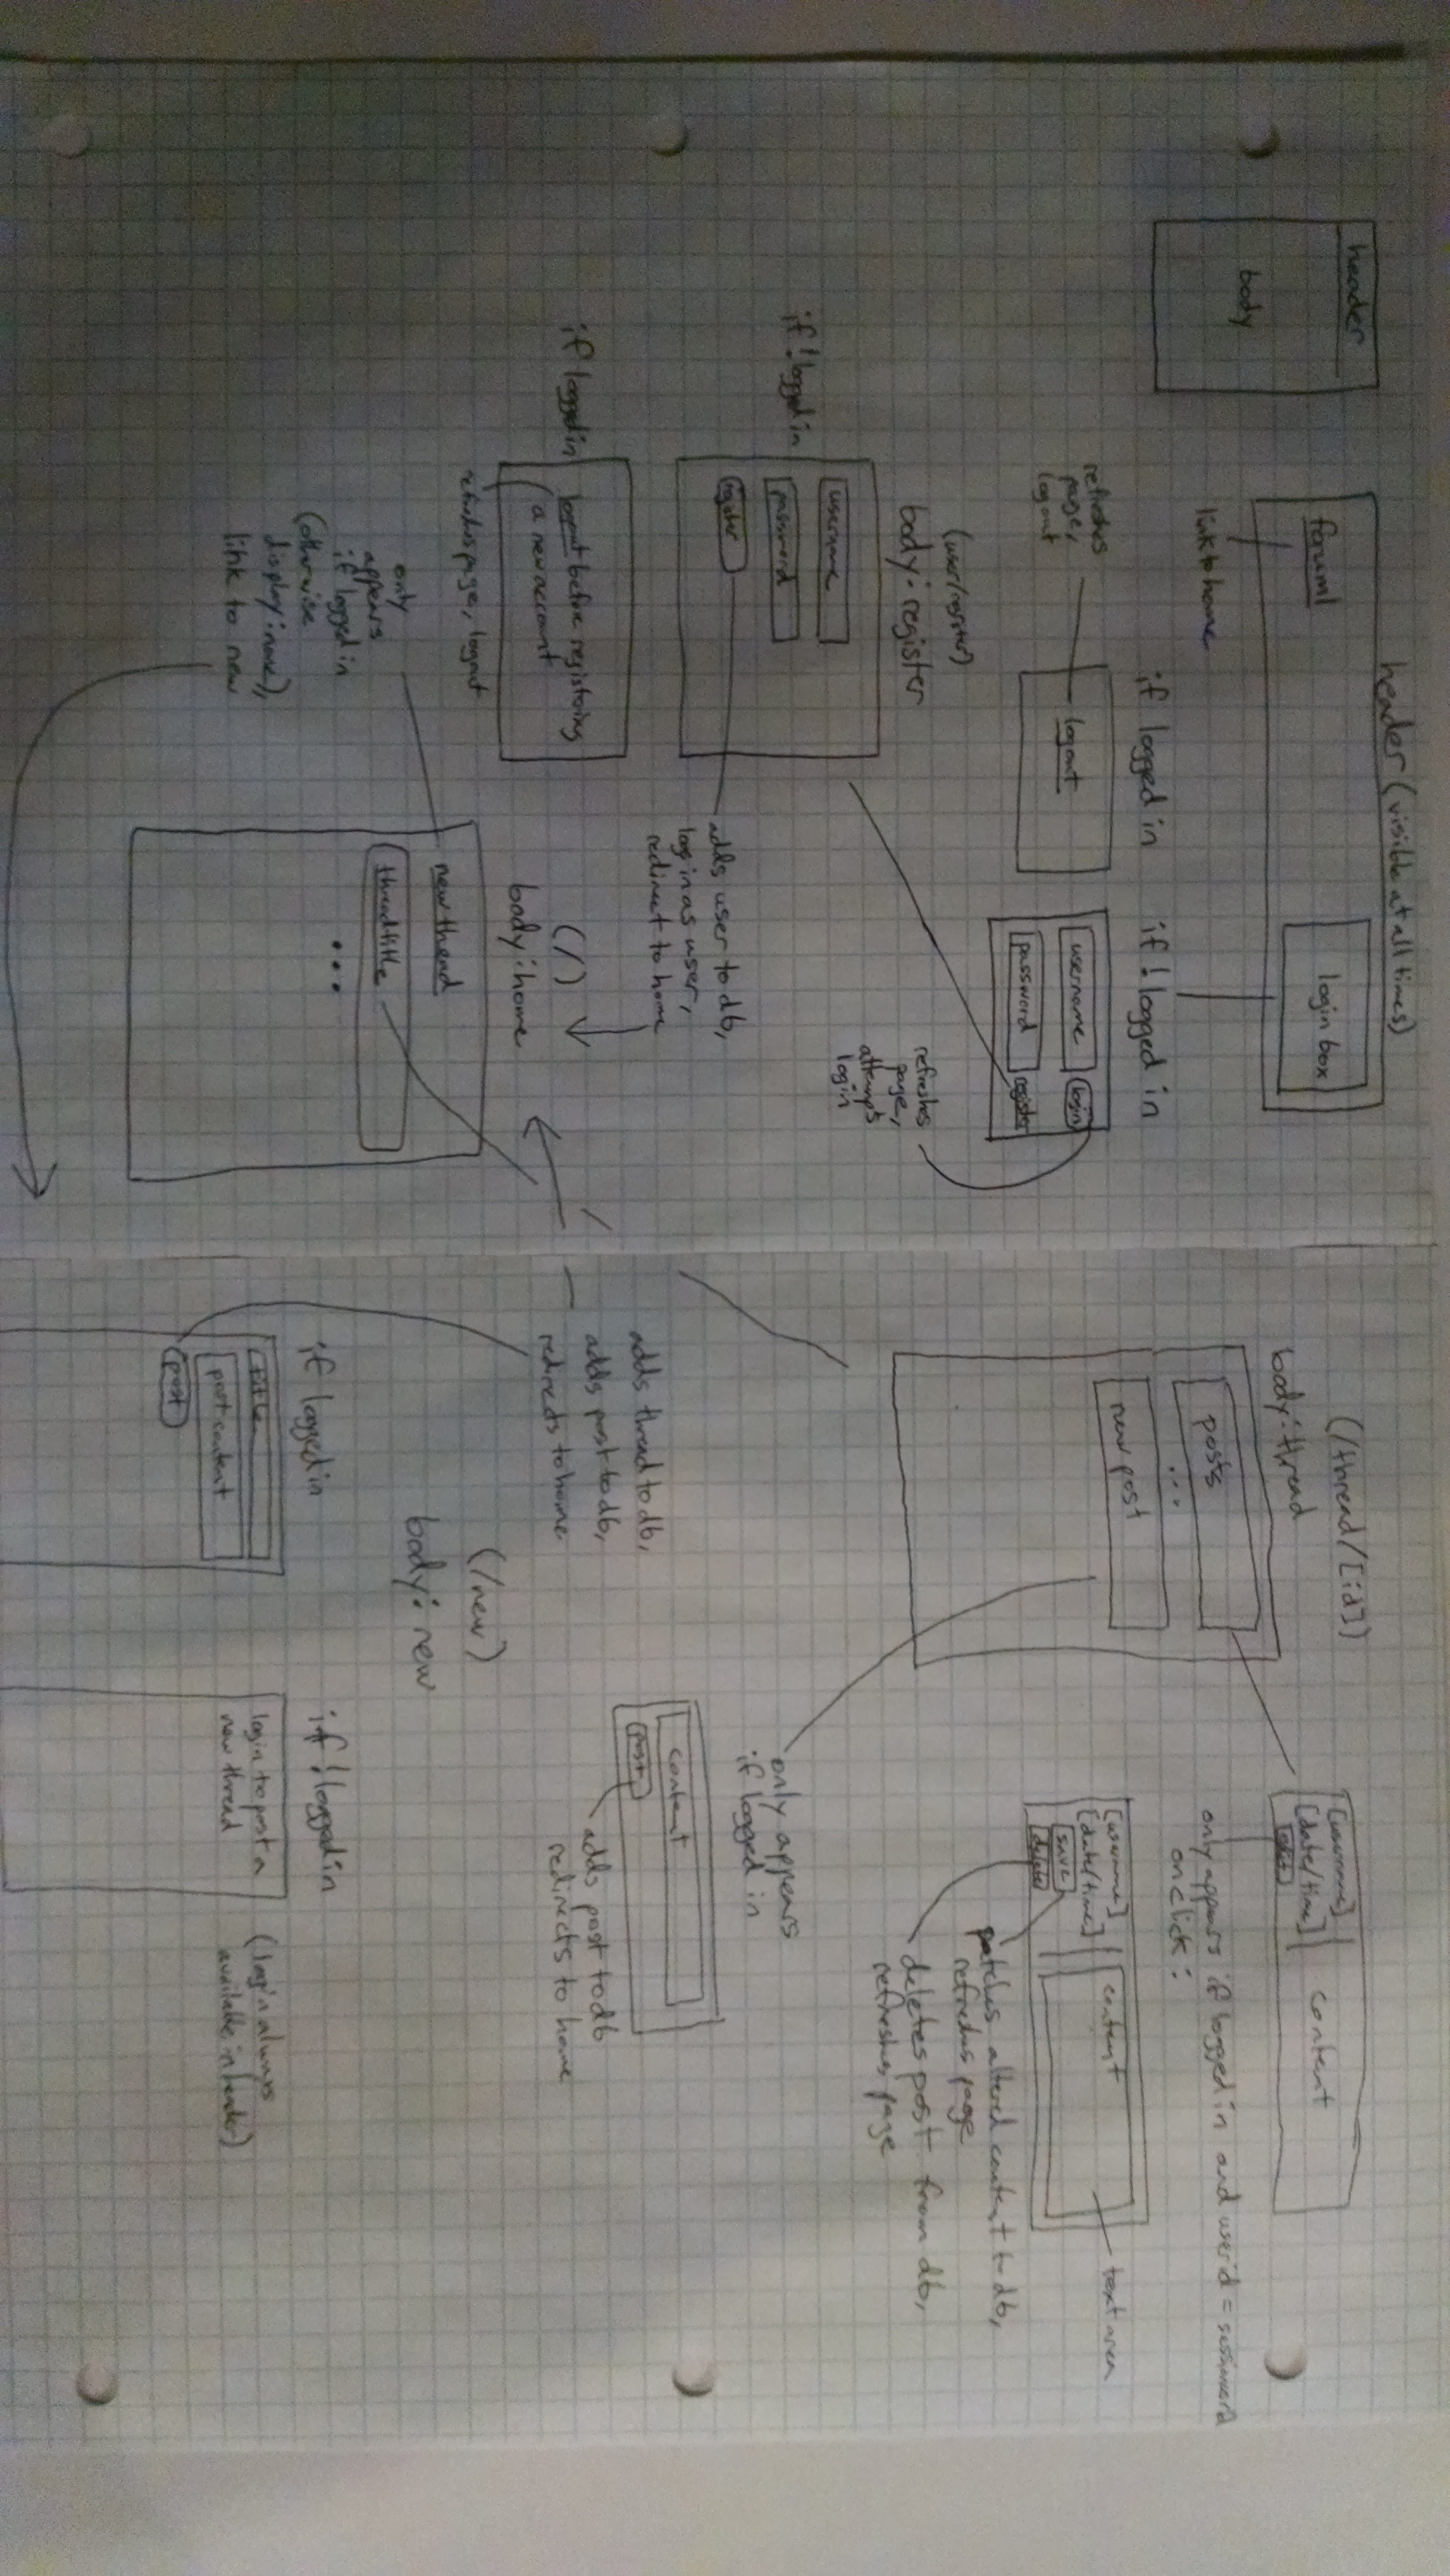 header
body
header (visible at all times)
foruml
login box
link to home
if logged in
logout
refreshes
page,
logout
if !logged in
username
login
password
register
refreshes
page,
attempts
login
(user/register)
body: register
if !logged in
username
password
register
adds user to db,
login as user,
redirect to home
if logged in
logout before registering
a new account
refreshes page, logout
(/)
body: home
new thread
thread title
...
only
appears
if logged in
(otherwise
display: none),
link to new
(/thread/[id])
body: thread
posts
...
new post
[username]
[date/time]
edit
content
only appears if logged in and userid =
on click:
[username]
[date/time]
save
delete
content
text area
patches altered content to db,
refreshes page
deletes post from db,
refreshes page
only appears
if logged in
content
post
adds post to db
redirects to home
adds thread to db,
adds post to db,
redirects to home
(/new)
body: new
if logged in
title
post content
post
if !logged in
login to post a
new thread
(login always
available in header)